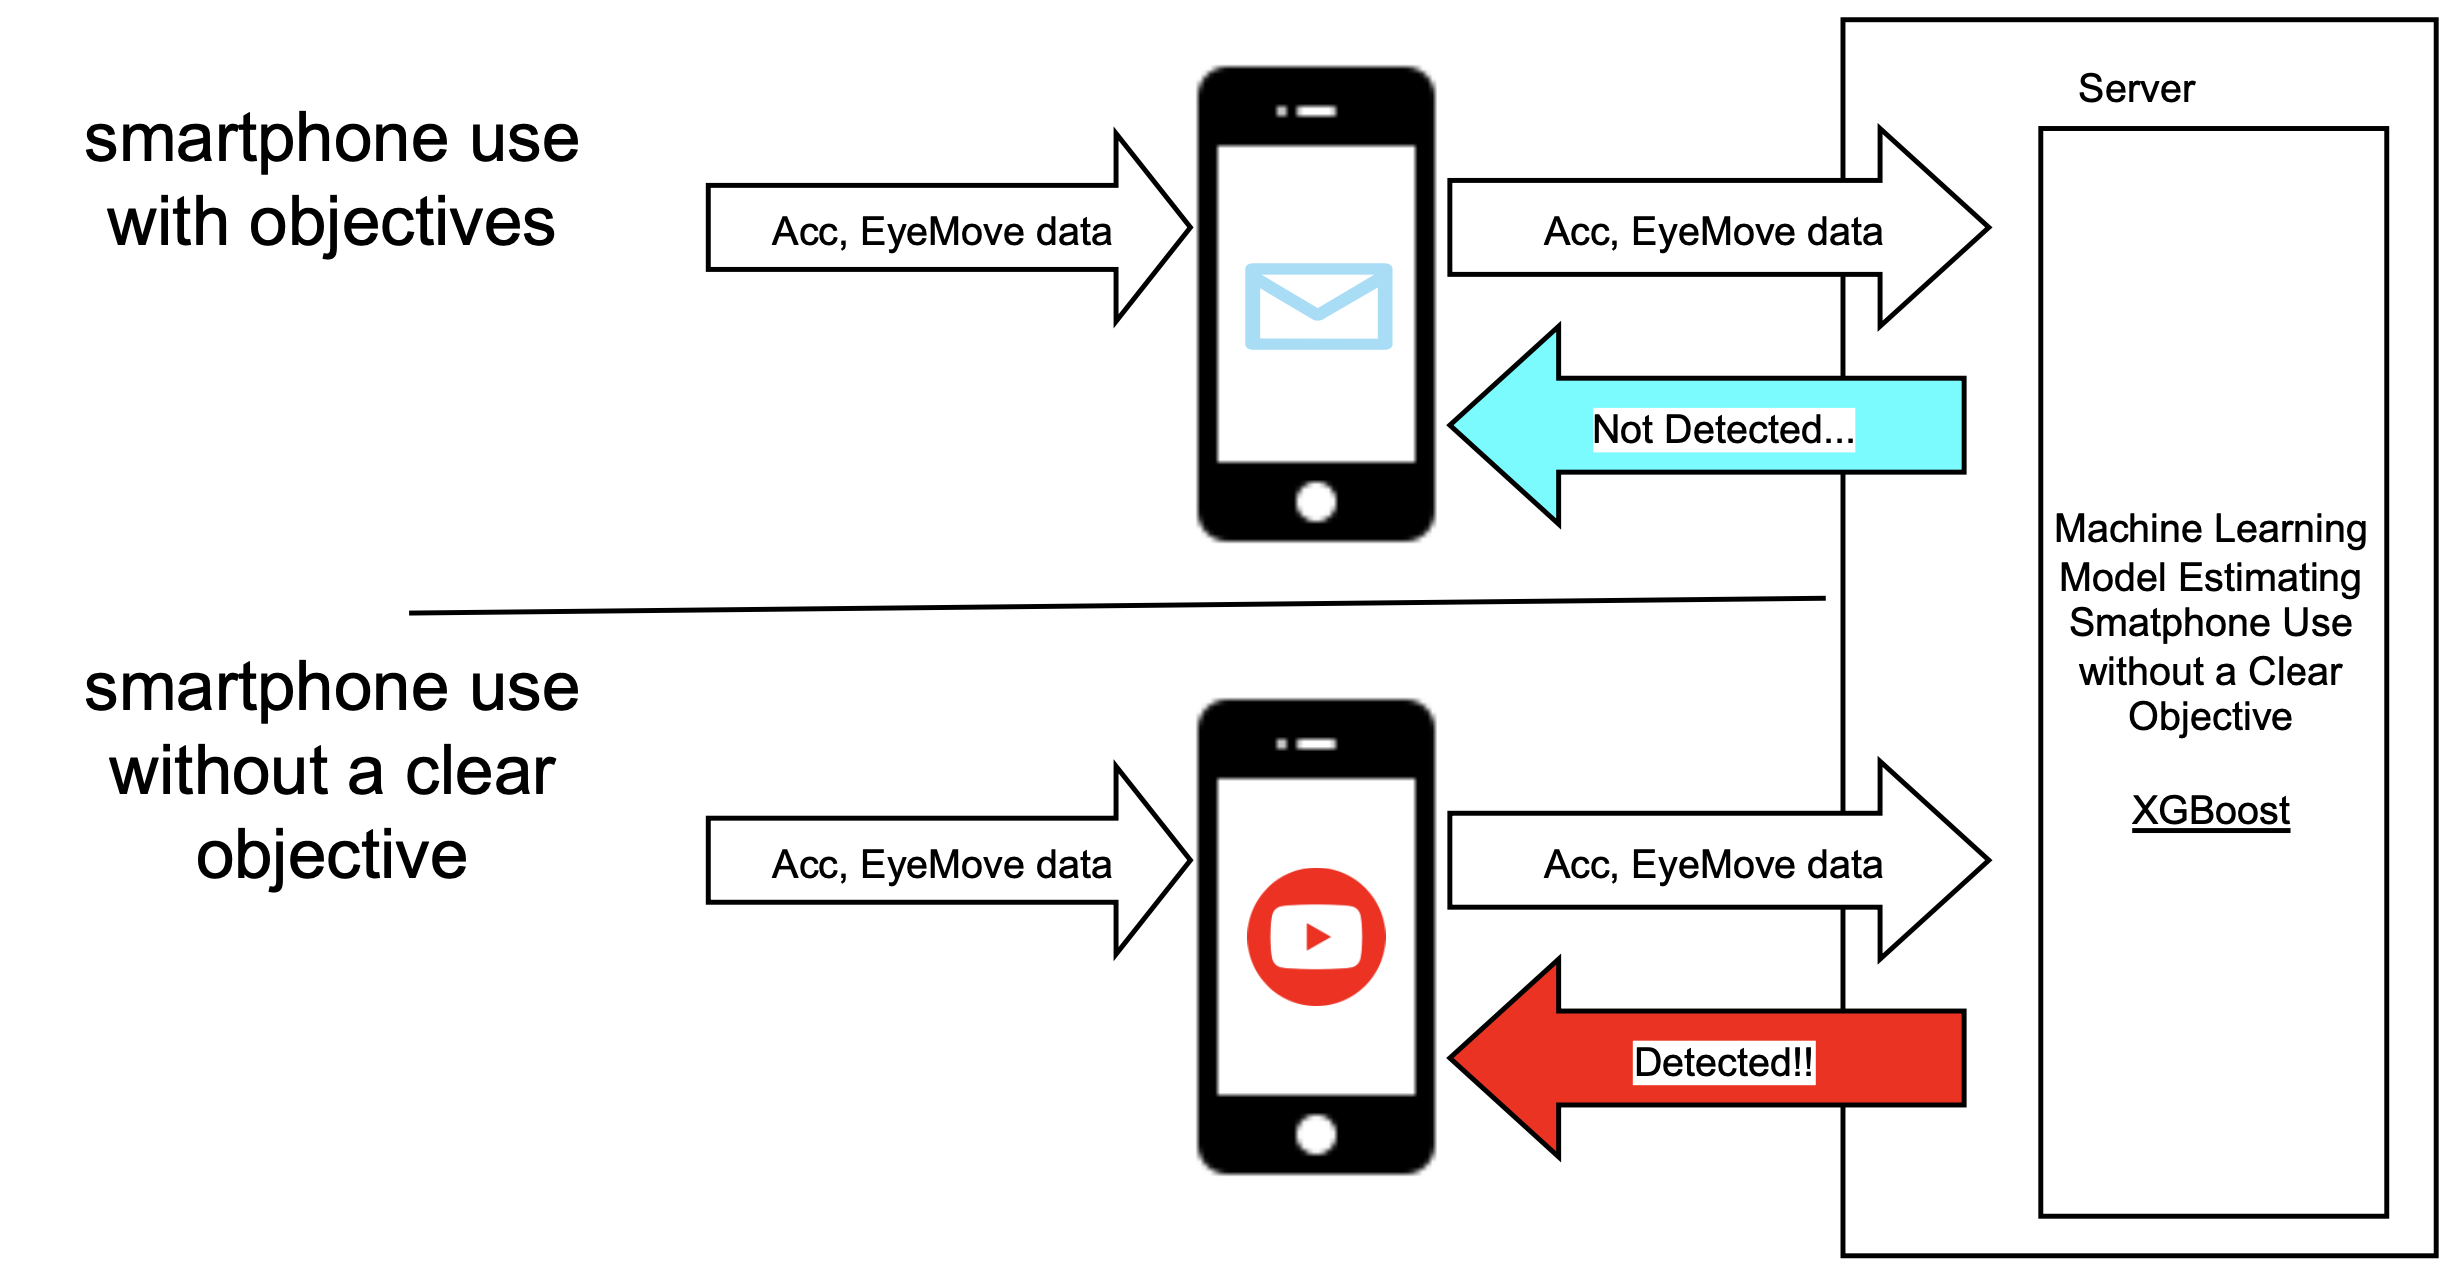 smartphone use
with objectives
Acc, EyeMove data
Acc, EyeMove data
Not Detected...
smartphone use
without a clear
objective
Acc, EyeMove data
Acc, EyeMove data
Detected!!
Server
Machine Learning
Model Estimating
Smatphone Use
without a Clear
Objective
XGBoost